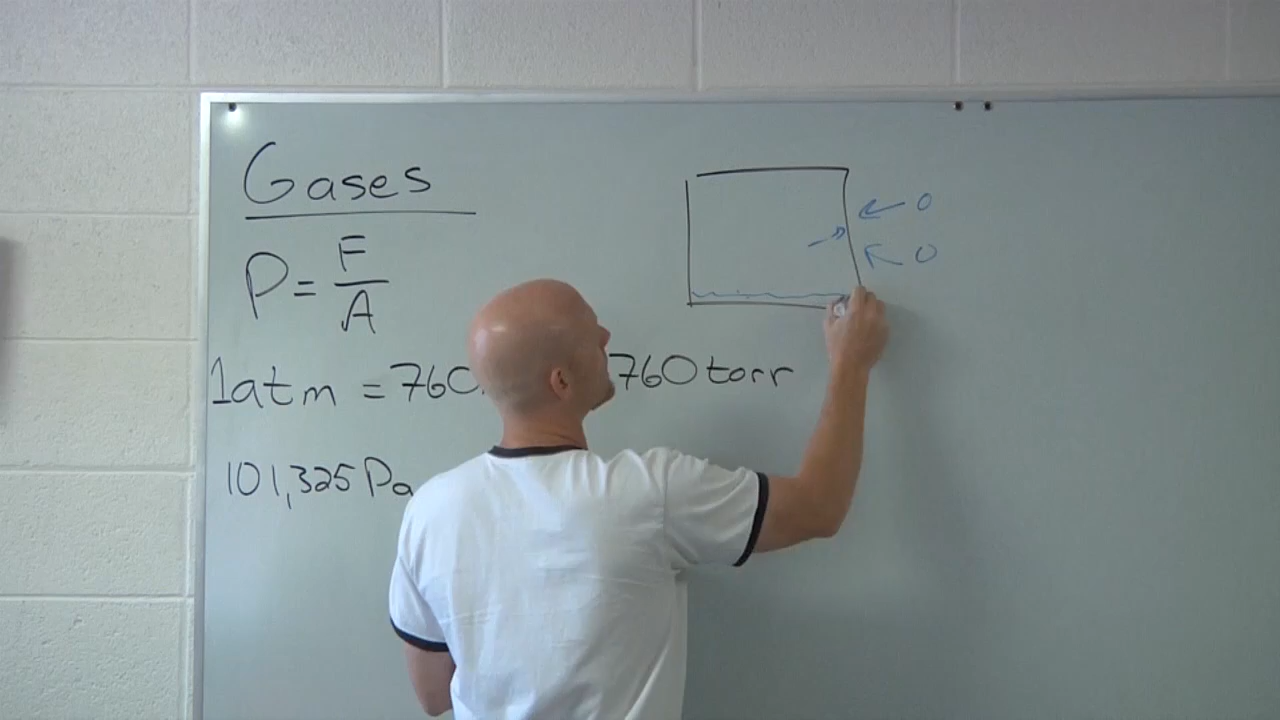 Gases
P = F/A
1atm = 760 760 torr
101,325 Pa